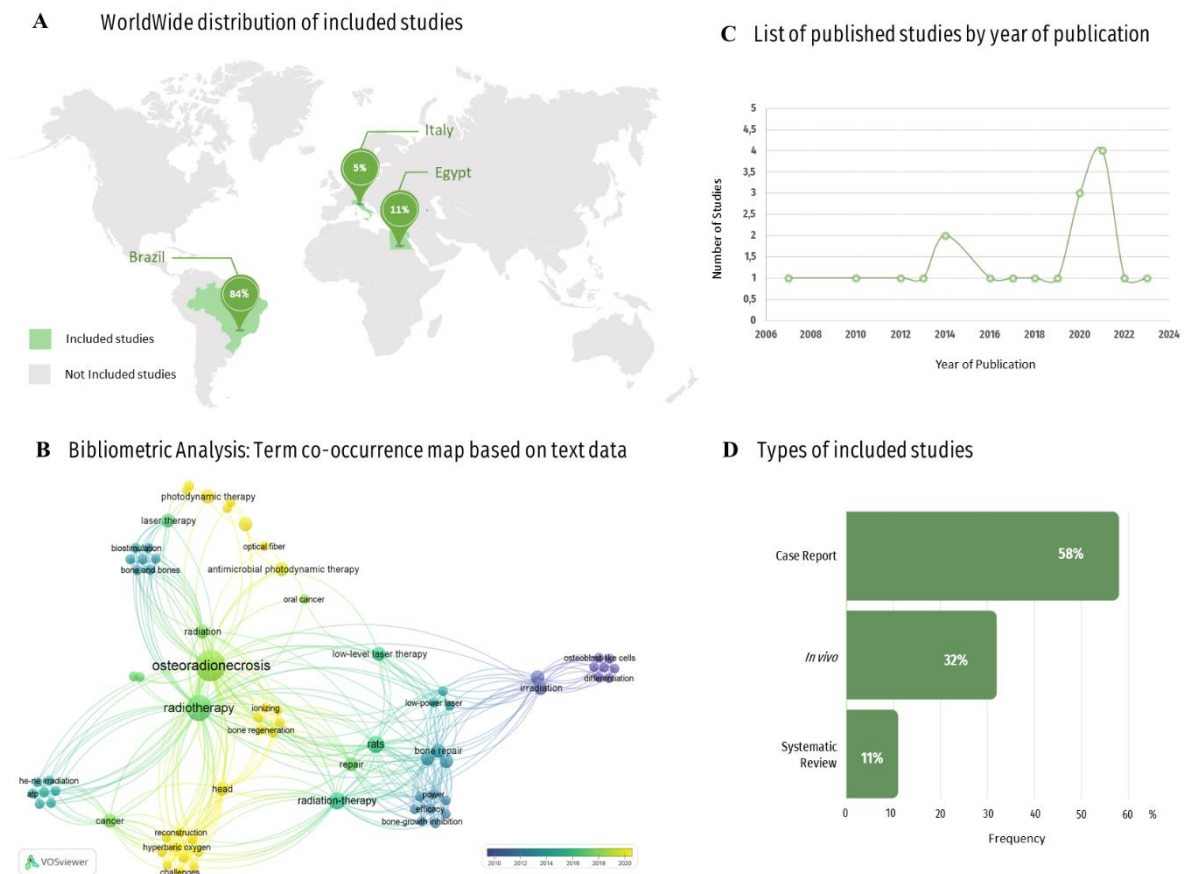 A WorldWide distribution of included studies
Italy
5%
Egypt
11%
Brazil
84%
Included studies
Not Included studies
C List of published studies by year of publication
Number of Studies
5
4,5
4
3,5
3
2,5
2
1,5
1
0,5
0
2006 2008 2010 2012 2014 2016 2018 2020 2022 2024
Year of Publication
B Bibliometric Analysis: Term co-occurrence map based on text data
photodynamic therapy
laser therapy
optical fiber
biostimulation
bone and bones
antimicrobial photodynamic therapy
oral cancer
radiation
low-level laser therapy
osteoradionecrosis
osteoblast-like cells
differentiation
irradiation
low-power laser
radiotherapy
ionizing
bone regeneration
rats
bone repair
repair
he-ne irradiation
atp
head
radiation-therapy
power
efficacy
bone-growth inhibition
cancer
reconstruction
hyperbaric oxygen
challenges
VOSviewer
2010 2012 2014 2016 2018 2020
D Types of included studies
Case Report
58%
In vivo
32%
Systematic
Review
11%
0 10 20 30 40 50 60 %
Frequency